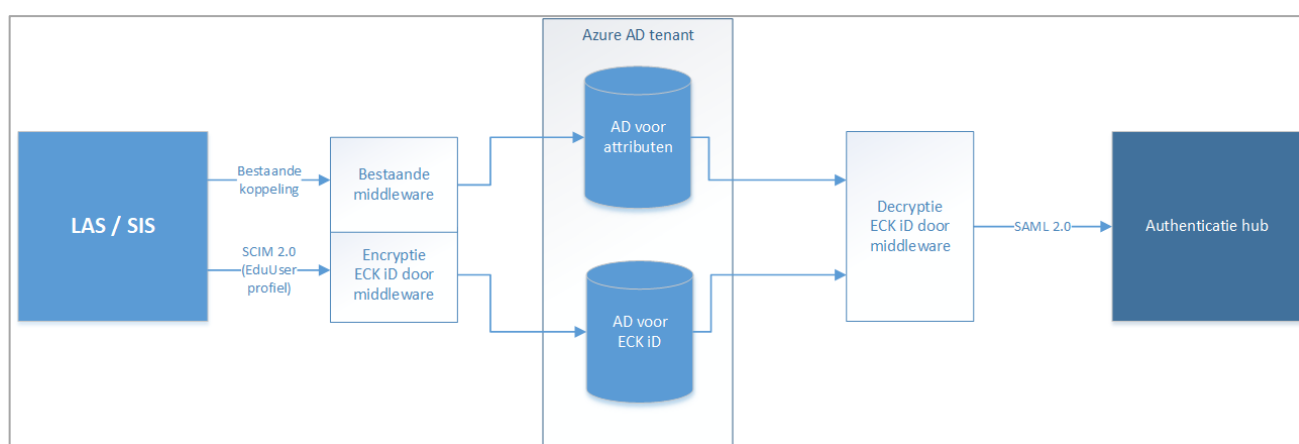 Azure AD tenant
AD voor
attributen
LAS / SIS
Bestaande
koppeling
Bestaande
middleware
SCIM 2.0
(EduUser
profiel)
Encryptie
ECK iD door
middleware
AD voor
ECK iD
Decryptie
ECK iD door
middleware
SAML 2.0
Authenticatie hub